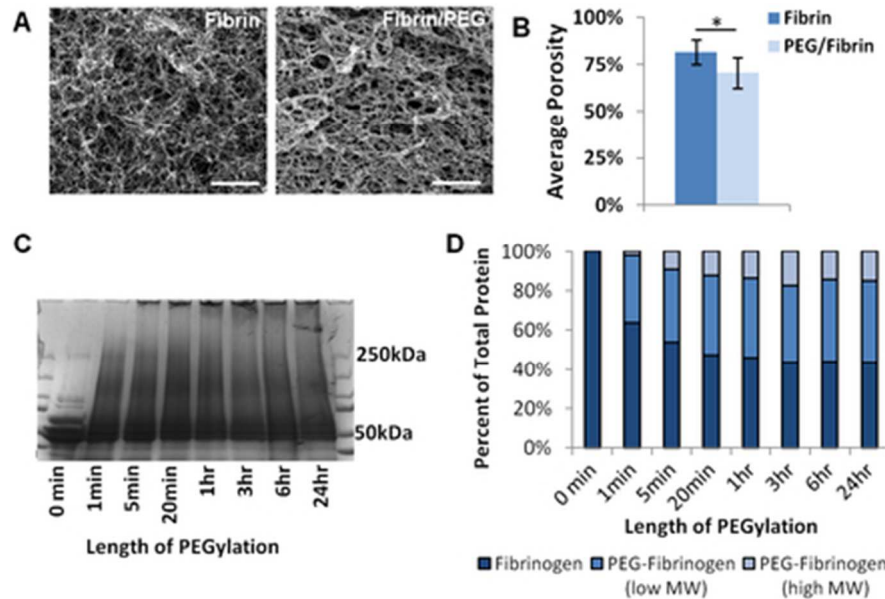 A
Fibrin
Fibrin/PEG
B
100%
75%
50%
25%
0%
Average Porosity
*
Fibrin
PEG/Fibrin
C
250kDa
50kDa
0 min
1min
5min
20min
1hr
3hr
6hr
24hr
Length of PEGylation
D
100%
80%
60%
40%
20%
0%
Percent of Total Protein
0 min
1min
5min
20min
1hr
3hr
6hr
24hr
Length of PEGylation
Fibrinogen
PEG-Fibrinogen
(low MW)
PEG-Fibrinogen
(high MW)